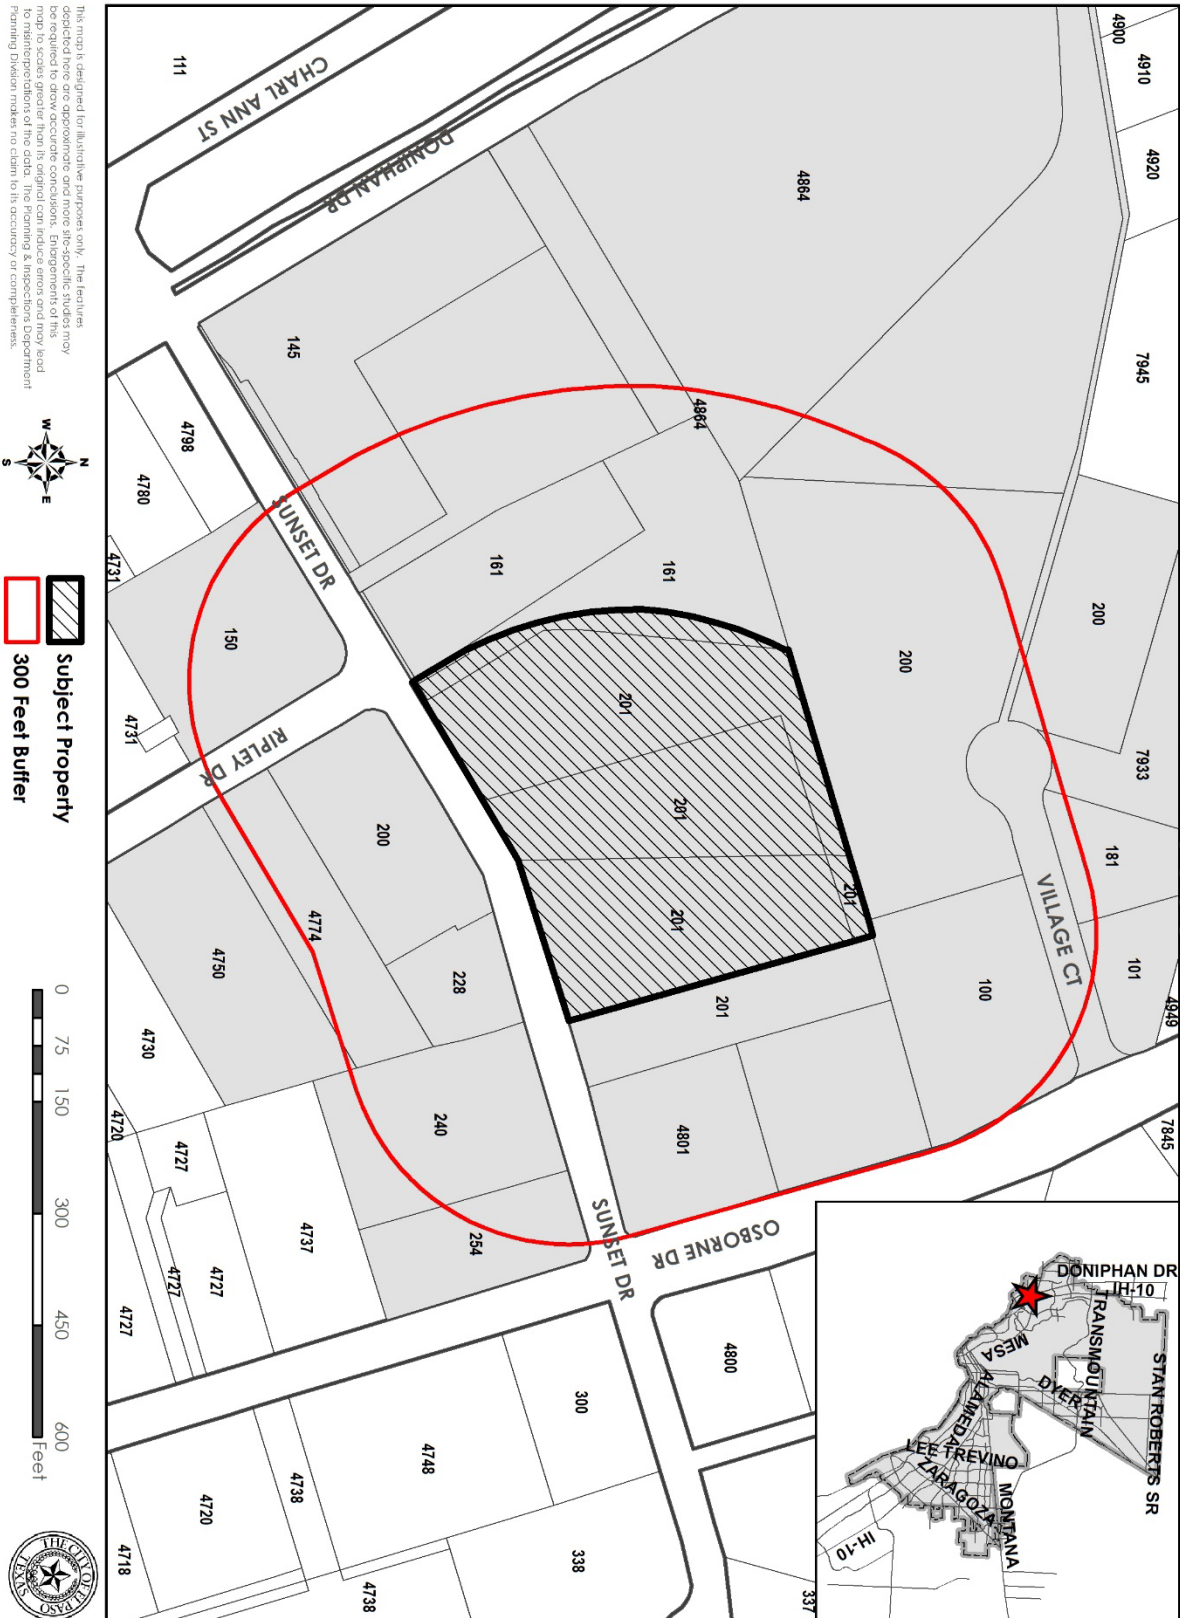 This map is designed for illustrative purposes only. The features
depicted here are approximate and more site-specific studies may
be required to draw accurate conclusions. Enlargements of this
map to scales greater than its original can induce errors and may lead
to misinterpretations of the data. The Planning & Inspections Department
Planning Division makes no claim to its accuracy or completeness.
N
W
E
S
Subject Property
300 Feet Buffer
0 75 150 300 450 600
Feet
THE CITY OF EL PASO
TEXAS
4900
4910
4920
7945
111
CHARL ANN ST
DONIPHAN DR
4864
145
4864
4798
4780
4731
SUNSET DR
161
161
150
4731
RIPLEY DR
200
200
7933
201
201
201
201
201
181
VILLAGE CT
101
4949
100
200
4774
228
4750
4730
4720
240
4801
254
4727
4727
4727
4727
4737
SUNSET DR
OSBORNE DR
7845
4800
300
4748
4738
4720
4718
4738
338
337
DONIPHAN DR
IH-10
TRANSMOUNTAIN
STAN ROBERTS SR
MESA
DYER
ALAMEDA
LEE TREVINO
ZARAGOZA
MONTANA
IH-10